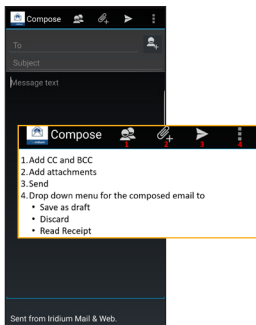 Compose
To
Subject
Message text
Compose
1 2 3 4
1.Add CC and BCC
2.Add attachments
3.Send
4.Drop down menu for the composed email to
• Save as draft
• Discard
• Read Receipt
Sent from Iridium Mail & Web.